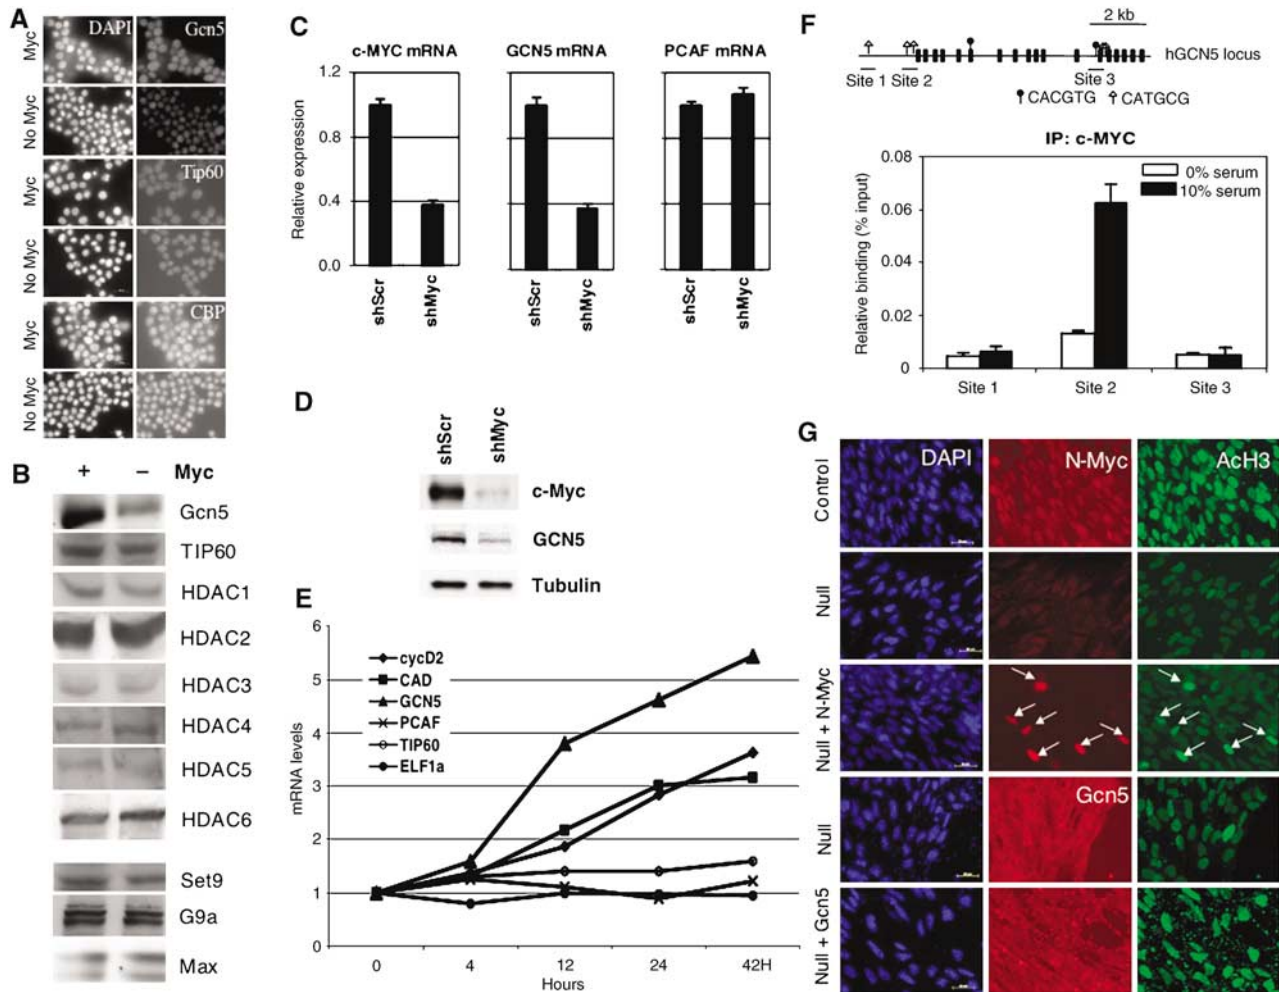 A
Myc
DAPI
Gcn5
No Myc
Myc
Tip60
No Myc
Myc
CBP
No Myc
B
+ − Myc
Gcn5
TIP60
HDAC1
HDAC2
HDAC3
HDAC4
HDAC5
HDAC6
Set9
G9a
Max
C
c-MYC mRNA
GCN5 mRNA
PCAF mRNA
Relative expression
1.2
0.8
0.4
0.0
shScr
shMyc
shScr
shMyc
shScr
shMyc
D
shScr
shMyc
c-Myc
GCN5
Tubulin
E
mRNA levels
6
5
4
3
2
1
0
cycD2
CAD
GCN5
PCAF
TIP60
ELF1a
0 4 12 24 42H
Hours
F
2 kb
hGCN5 locus
Site 1 Site 2 Site 3
CACGTG CATGCG
IP: c-MYC
Relative binding (% input)
0.08
0.06
0.04
0.02
0
0% serum
10% serum
Site 1 Site 2 Site 3
G
Control
DAPI
N-Myc
AcH3
Null
Null + N-Myc
Null
Gcn5
Null + Gcn5